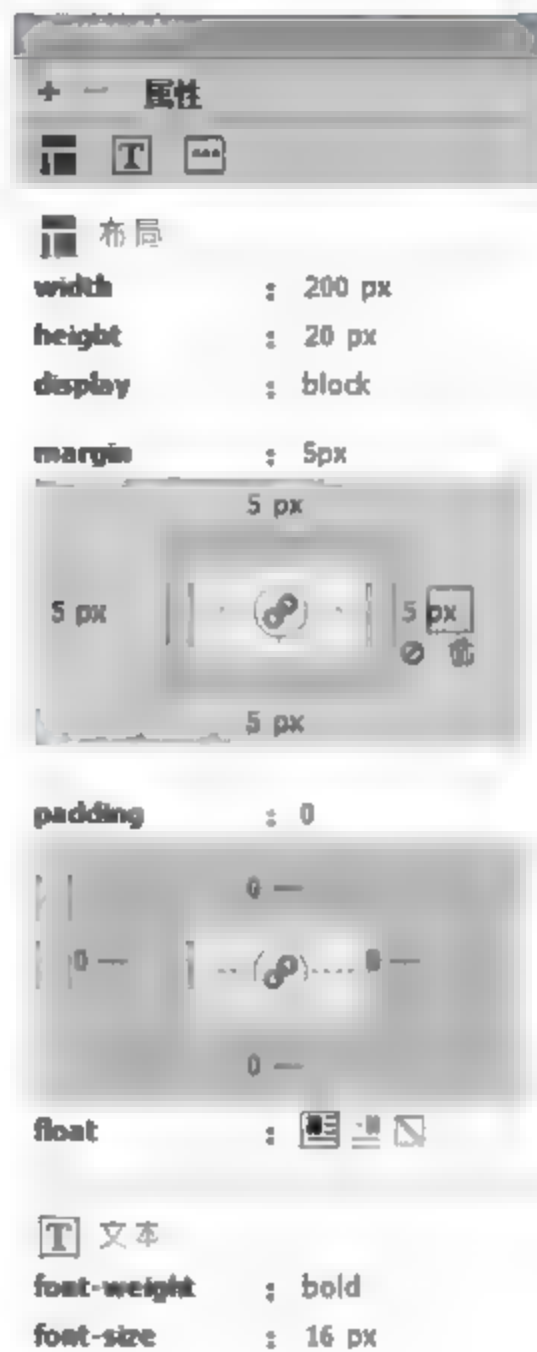 属性
布局
width : 200 px
height : 20 px
display : block
margin : 5px
5 px
5 px 5 px
5 px
padding : 0
0
0 0
0
float :
T 文本
font-weight : bold
font-size : 16 px